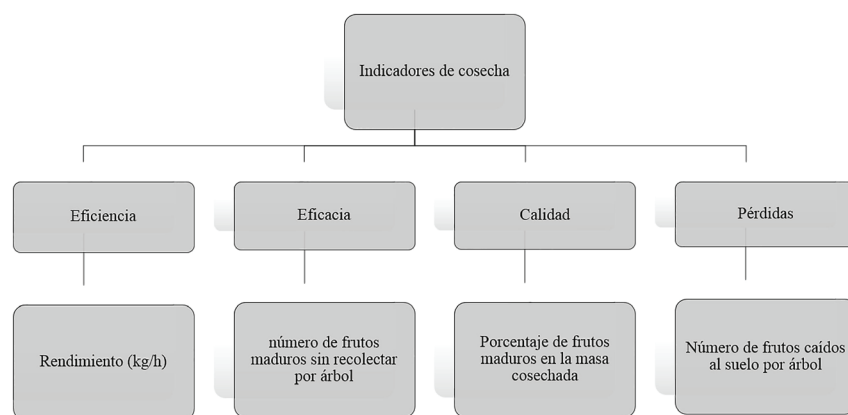 Indicadores de cosecha
Eficiencia
Eficacia
Calidad
Pérdidas
Rendimiento (kg/h)
número de frutos
maduros sin recolectar
por árbol
Porcentaje de frutos
maduros en la masa
cosechada
Número de frutos caídos
al suelo por árbol